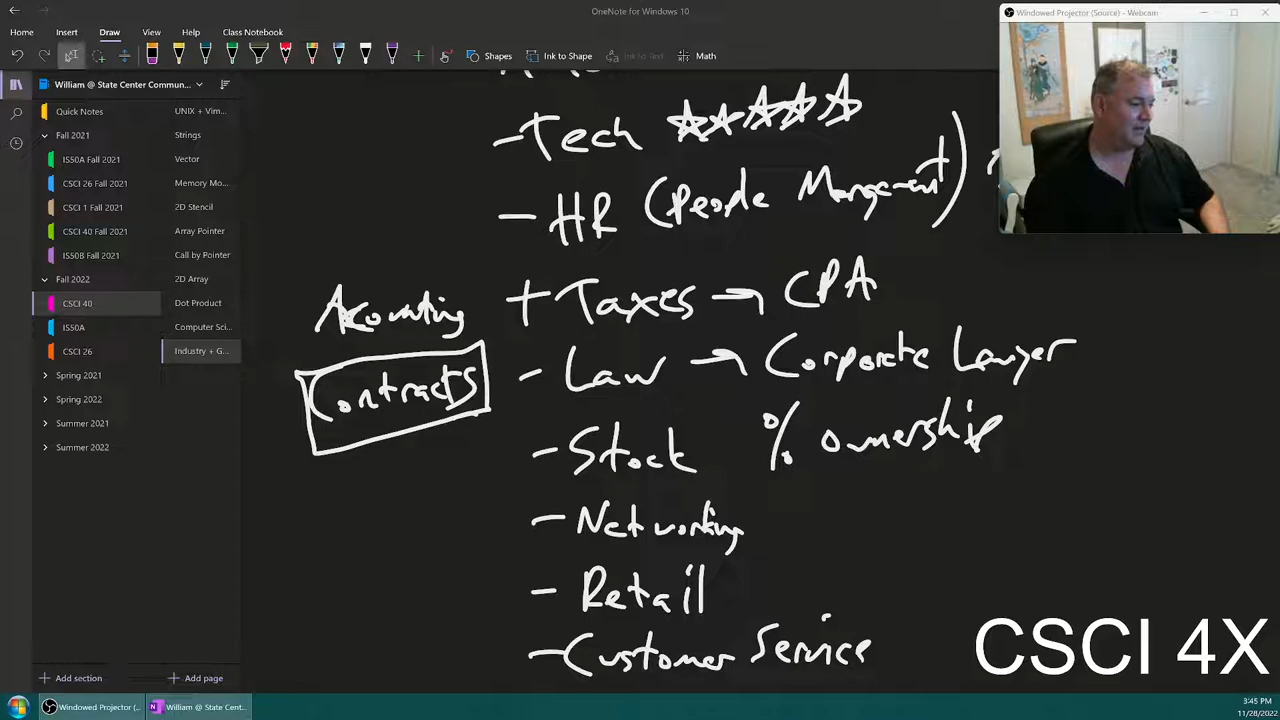 OneNote for Windows 10
Windowed Projector (Source) - Webcam
Home Insert Draw View Help Class Notebook
Shapes Ink to Shape Ink to Text Math
William @ State Center Commun...
Quick Notes
Fall 2021
IS50A Fall 2021
CSCI 26 Fall 2021
CSCI 1 Fall 2021
CSCI 40 Fall 2021
IS50B Fall 2021
Fall 2022
CSCI 40
IS50A
CSCI 26
Spring 2021
Spring 2022
Summer 2021
Summer 2022
Add section
UNIX + Vim...
Strings
Vector
Memory Mo...
2D Stencil
Array Pointer
Call by Pointer
2D Array
Dot Product
Computer Sci...
Industry + G...
Add page
- Tech
- HR (People Mangement)
Accounting + Taxes → CPA
Contracts - Law → Corporate Lawyer
- Stock % ownership
- Networking
- Retail
- Customer Service
CSCI 4X
Windowed Projector (...
William @ State Cent...
3:45 PM
11/28/2022